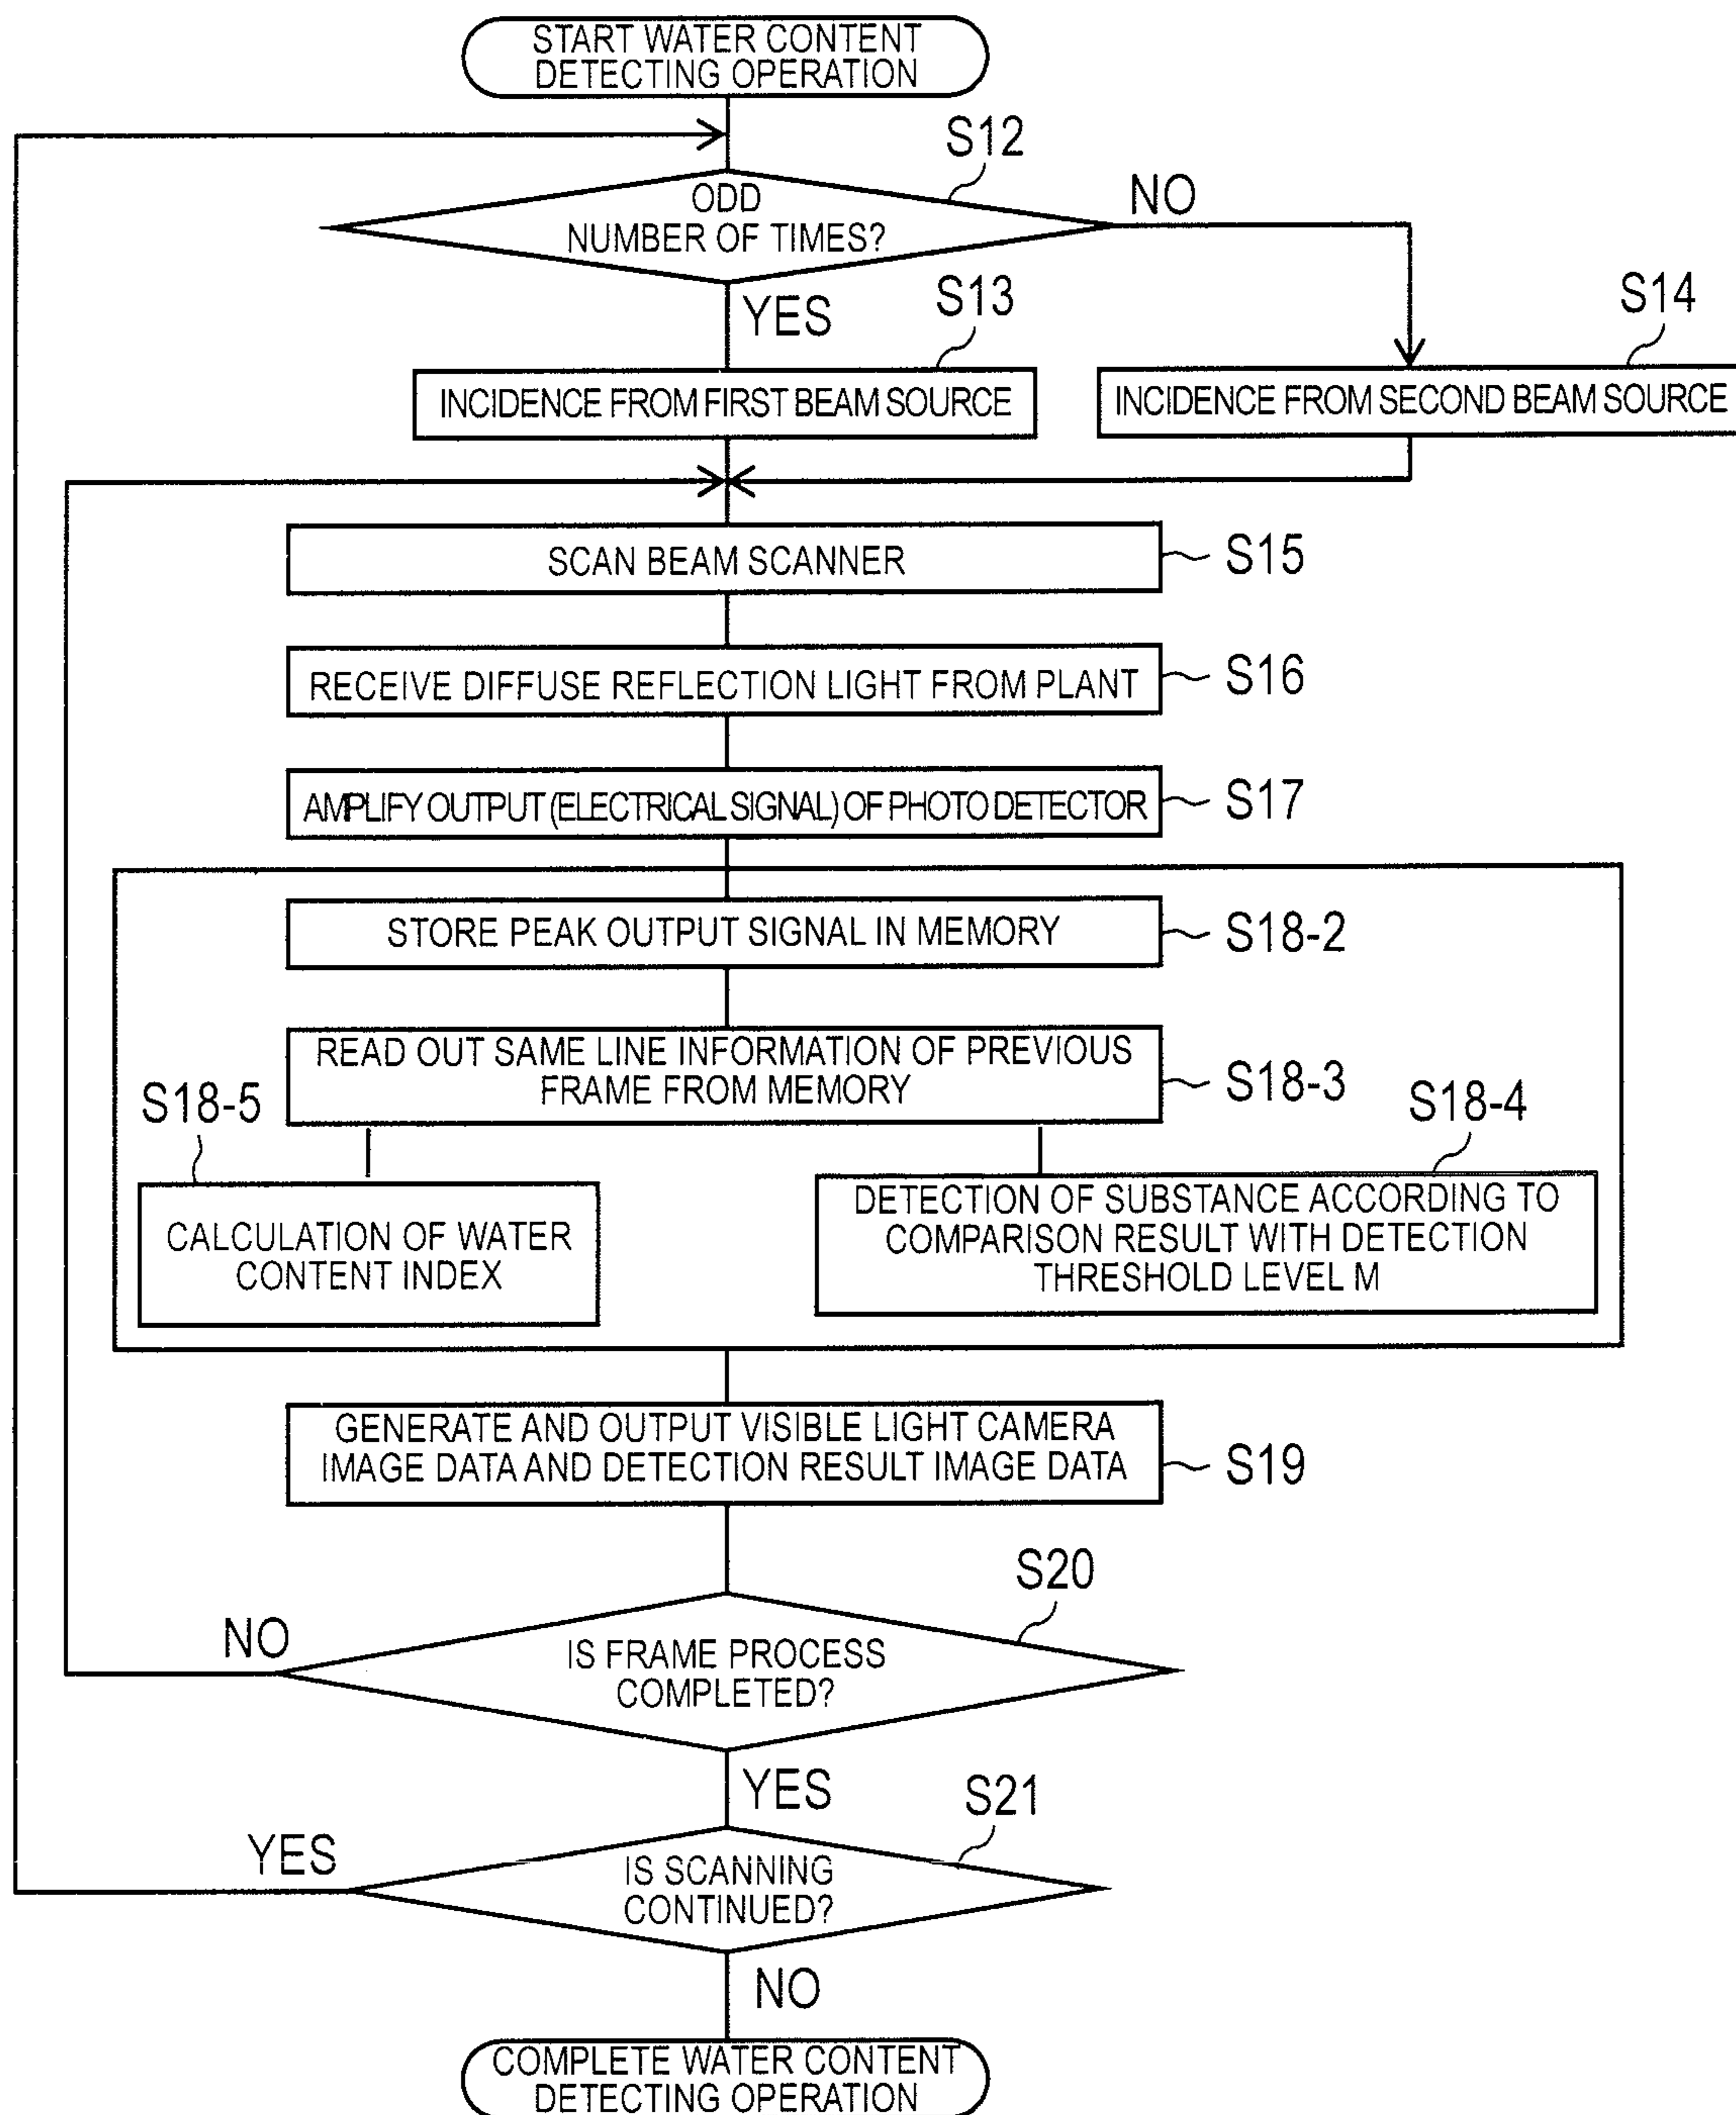 START WATER CONTENT
DETECTING OPERATION
S12
ODD
NUMBER OF TIMES?
NO
YES
S13
S14
INCIDENCE FROM FIRST BEAM SOURCE
INCIDENCE FROM SECOND BEAM SOURCE
SCAN BEAM SCANNER
S15
RECEIVE DIFFUSE REFLECTION LIGHT FROM PLANT
S16
AMPLIFY OUTPUT (ELECTRICAL SIGNAL) OF PHOTO DETECTOR
S17
STORE PEAK OUTPUT SIGNAL IN MEMORY
S18-2
READ OUT SAME LINE INFORMATION OF PREVIOUS
FRAME FROM MEMORY
S18-3
S18-5
S18-4
CALCULATION OF WATER
CONTENT INDEX
DETECTION OF SUBSTANCE ACCORDING TO
COMPARISON RESULT WITH DETECTION
THRESHOLD LEVEL M
GENERATE AND OUTPUT VISIBLE LIGHT CAMERA
IMAGE DATA AND DETECTION RESULT IMAGE DATA
S19
S20
NO
IS FRAME PROCESS
COMPLETED?
YES
S21
YES
IS SCANNING
CONTINUED?
NO
COMPLETE WATER CONTENT
DETECTING OPERATION